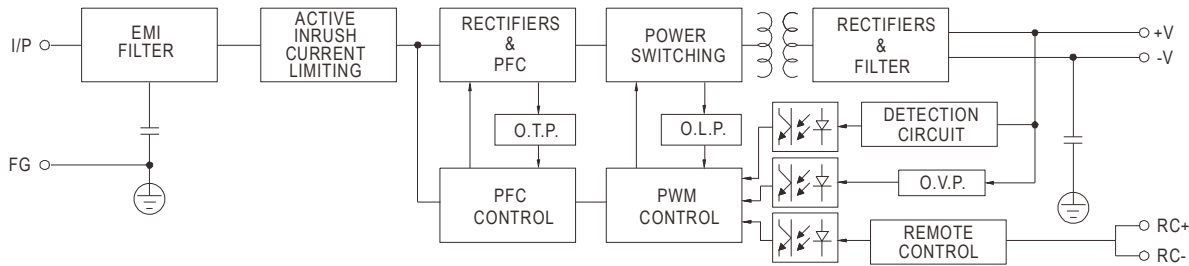 I/P
EMI
FILTER
ACTIVE
INRUSH
CURRENT
LIMITING
RECTIFIERS
&
PFC
POWER
SWITCHING
RECTIFIERS
&
FILTER
+V
-V
O.T.P.
O.L.P.
DETECTION
CIRCUIT
FG
PFC
CONTROL
PWM
CONTROL
O.V.P.
REMOTE
CONTROL
RC+
RC-